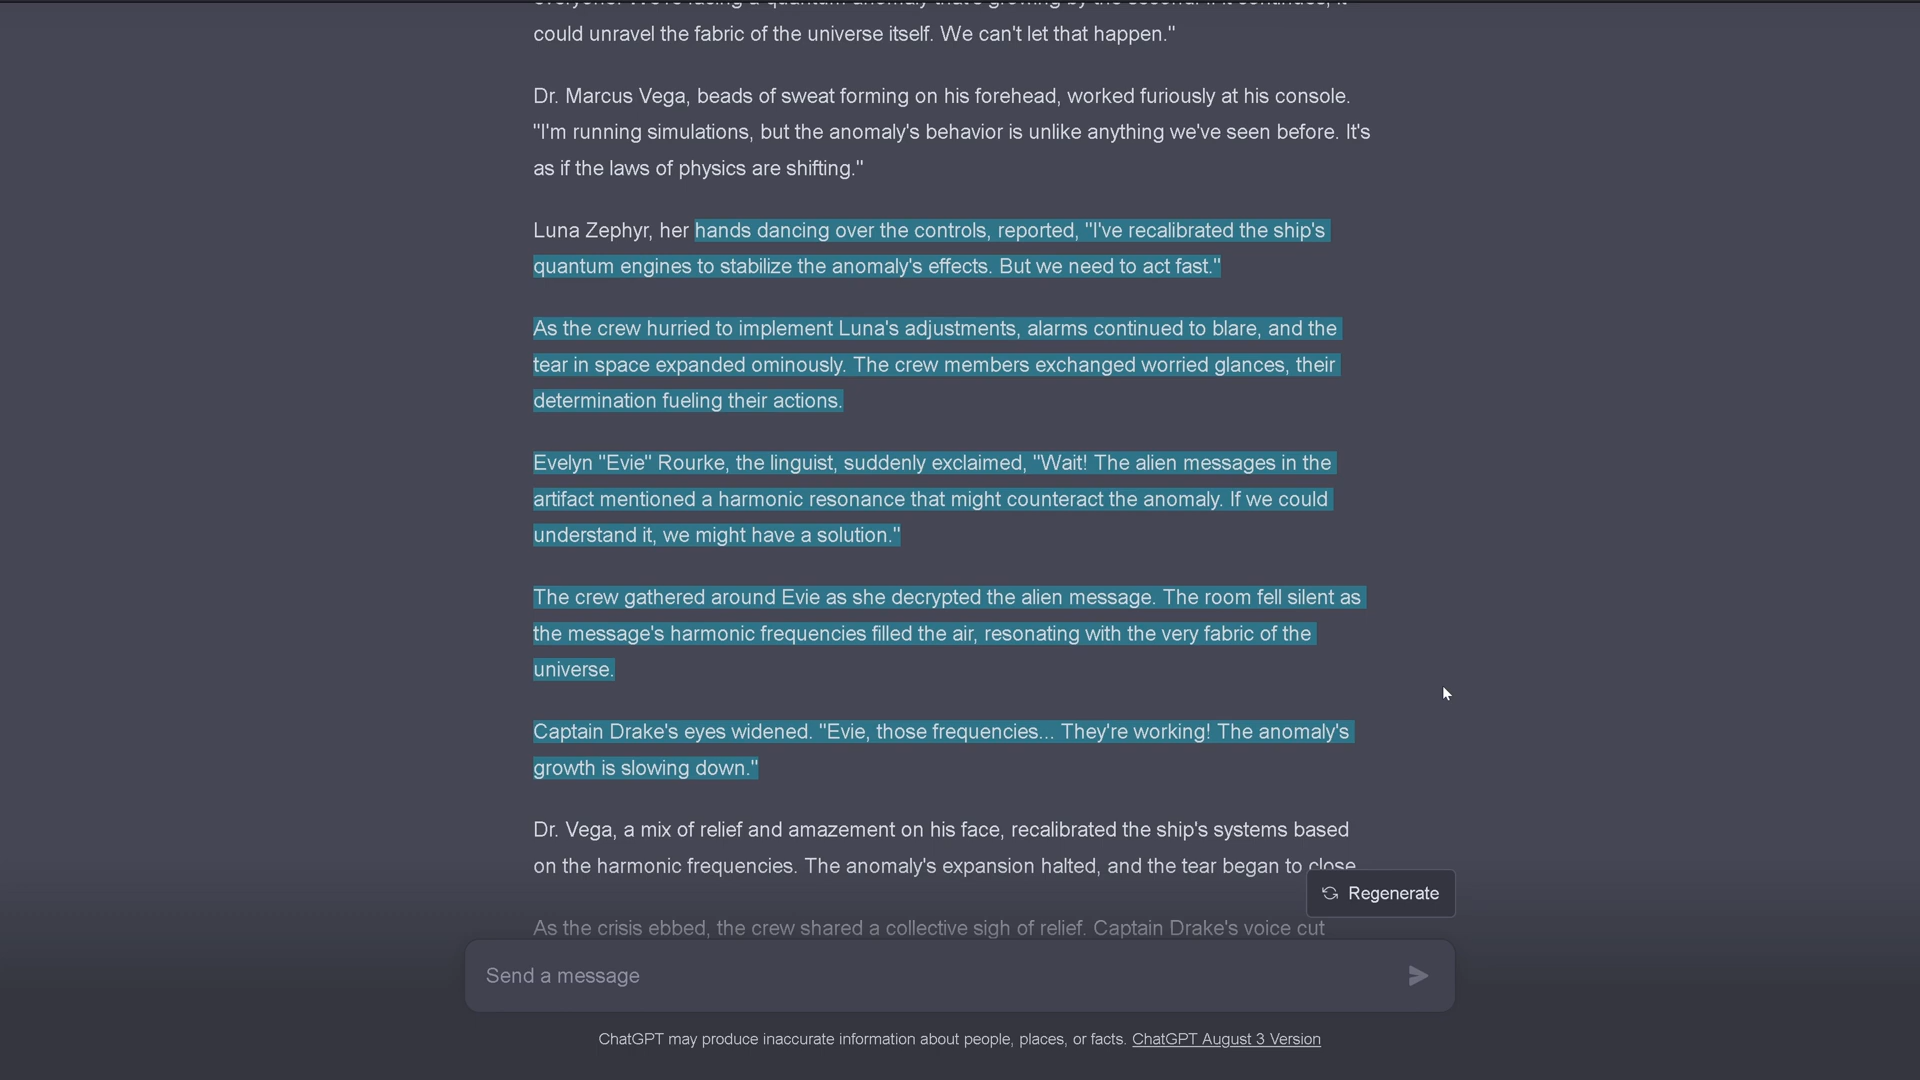 could unravel the fabric of the universe itself. We can't let that happen."
Dr. Marcus Vega, beads of sweat forming on his forehead, worked furiously at his console.
"I'm running simulations, but the anomaly's behavior is unlike anything we've seen before. It's
as if the laws of physics are shifting."
Luna Zephyr, her hands dancing over the controls, reported, "I've recalibrated the ship's
quantum engines to stabilize the anomaly's effects. But we need to act fast."
As the crew hurried to implement Luna's adjustments, alarms continued to blare, and the
tear in space expanded ominously. The crew members exchanged worried glances, their
determination fueling their actions.
Evelyn "Evie" Rourke, the linguist, suddenly exclaimed, "Wait! The alien messages in the
artifact mentioned a harmonic resonance that might counteract the anomaly. If we could
understand it, we might have a solution."
The crew gathered around Evie as she decrypted the alien message. The room fell silent as
the message's harmonic frequencies filled the air, resonating with the very fabric of the
universe.
Captain Drake's eyes widened. "Evie, those frequencies... They're working! The anomaly's
growth is slowing down."
Dr. Vega, a mix of relief and amazement on his face, recalibrated the ship's systems based
on the harmonic frequencies. The anomaly's expansion halted, and the tear began to close
Regenerate
As the crisis ebbed, the crew shared a collective sigh of relief. Captain Drake's voice cut
Send a message
ChatGPT may produce inaccurate information about people, places, or facts. ChatGPT August 3 Version